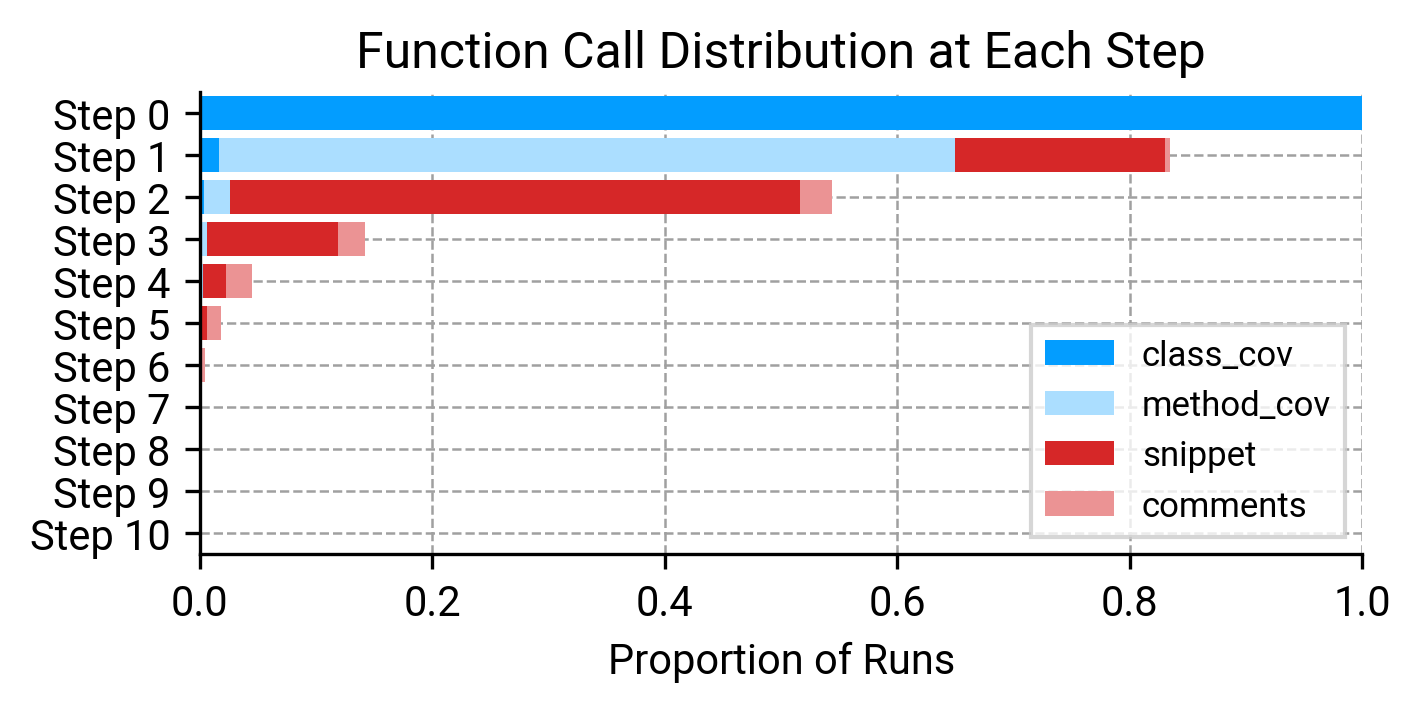 Function Call Distribution at Each Step
Step 0
Step 1
Step 2
Step 3
Step 4
Step 5
Step 6
Step 7
Step 8
Step 9
Step 10
class_cov
method_cov
snippet
comments
0.0 0.2 0.4 0.6 0.8 1.0
Proportion of Runs